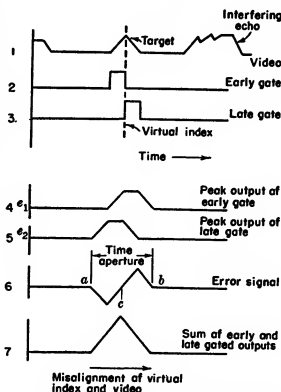 Interfering
echo
Target
1
Video
2
Early gate
3.
Late gate
Virtual index
Time
4 e1
Peak output of
early gate
5 e2
Peak output of
late gate
Time
aperture
a
b
6
Error signal
c
7
Sum of early and
late gated outputs
Misalignment of virtual
index and video